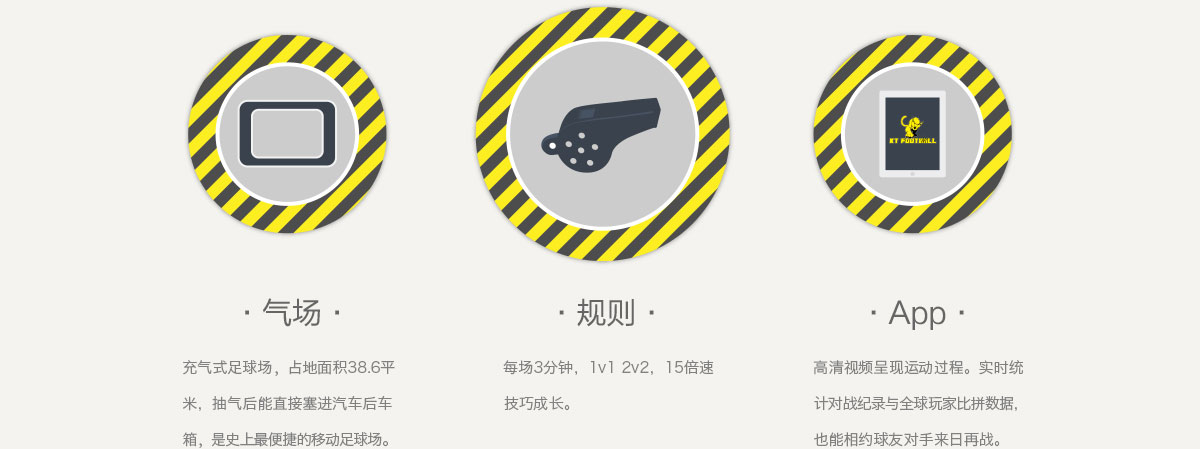 KT FOOTBALL
· 气场 ·
充气式足球场，占地面积38.6平
米，抽气后能直接塞进汽车后车
箱，是史上最便捷的移动足球场。
· 规则 ·
每场3分钟，1v1 2v2，15倍速
技巧成长。
· App ·
高清视频呈现运动过程。实时统
计对战纪录与全球玩家比拼数据，
也能相约球友对手来日再战。